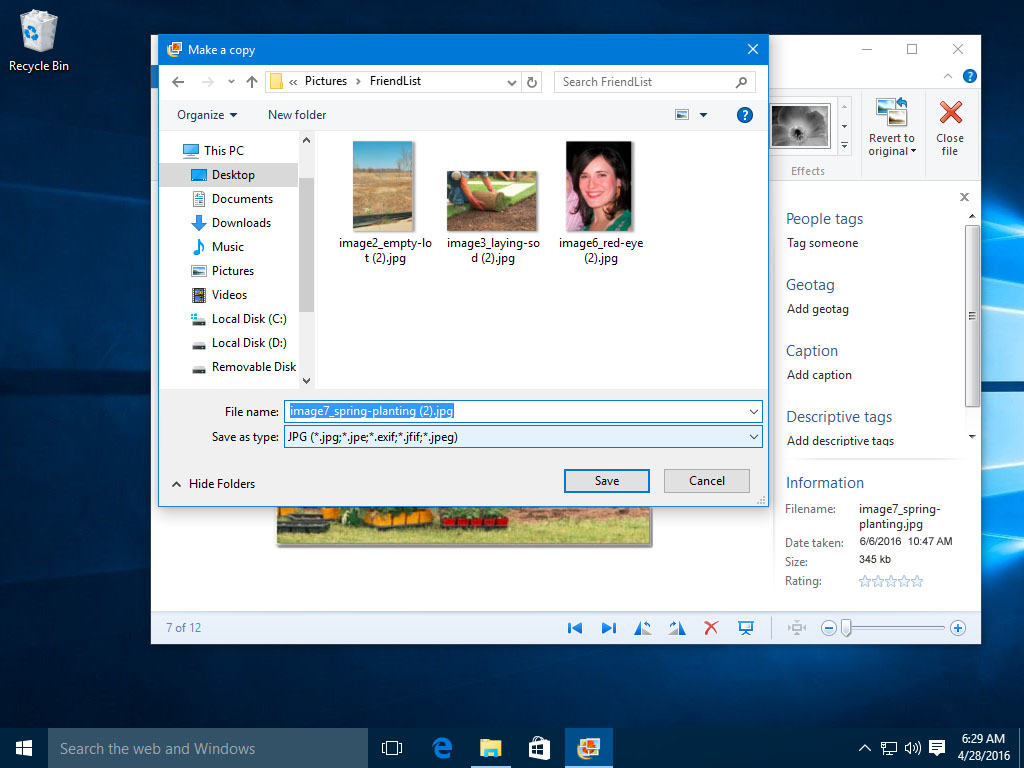 Recycle Bin
Make a copy
« Pictures > FriendList
Search FriendList
Organize
New folder
This PC
Desktop
Documents
Downloads
Music
Pictures
Videos
Local Disk (C:)
Local Disk (D:)
Removable Disk
image2_empty-lo
t (2).jpg
image3_laying-so
d (2).jpg
image6_red-eye
(2).jpg
File name: image7_spring-planting (2).jpg
Save as type: JPG (*.jpg;*.jpe;*.exif;*.jfif;*.jpeg)
Hide Folders
Save
Cancel
Effects
Revert to
original
Close
file
People tags
Tag someone
Geotag
Add geotag
Caption
Add caption
Descriptive tags
Add descriptive tags
Information
Filename: image7_spring-
planting.jpg
Date taken: 6/6/2016 10:47 AM
Size: 345 kb
Rating:
7 of 12
Search the web and Windows
6:29 AM
4/28/2016